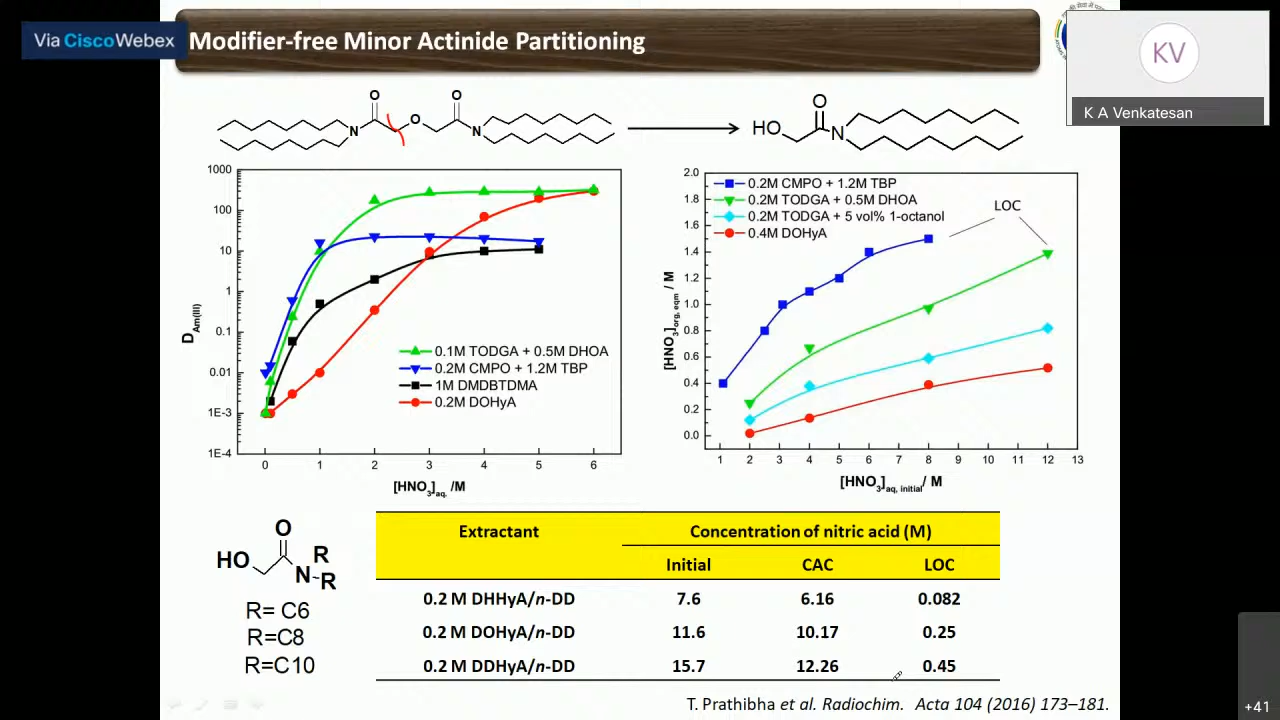 Via CiscoWebex
Modifier-free Minor Actinide Partitioning
KV
K A Venkatesan
O
O
N
O
N
HO
O
N
1000
100
10
1
0.1
0.01
1E-3
1E-4
D Am(III)
0.1M TODGA + 0.5M DHOA
0.2M CMPO + 1.2M TBP
1M DMDBTDMA
0.2M DOHyA
0 1 2 3 4 5 6
[HNO3]aq. /M
2.0
1.8
1.6
1.4
1.2
1.0
0.8
0.6
0.4
0.2
0.0
[HNO3]org, eqm / M
0.2M CMPO + 1.2M TBP
0.2M TODGA + 0.5M DHOA
0.2M TODGA + 5 vol% 1-octanol
0.4M DOHyA
LOC
1 2 3 4 5 6 7 8 9 10 11 12 13
[HNO3]aq, initial/ M
O
HO
R
N-R
R= C6
R=C8
R=C10
Extractant Concentration of nitric acid (M)
Initial CAC LOC
0.2 M DHHyA/n-DD 7.6 6.16 0.082
0.2 M DOHyA/n-DD 11.6 10.17 0.25
0.2 M DDHyA/n-DD 15.7 12.26 0.45
T. Prathibha et al. Radiochim. Acta 104 (2016) 173–181.
+41